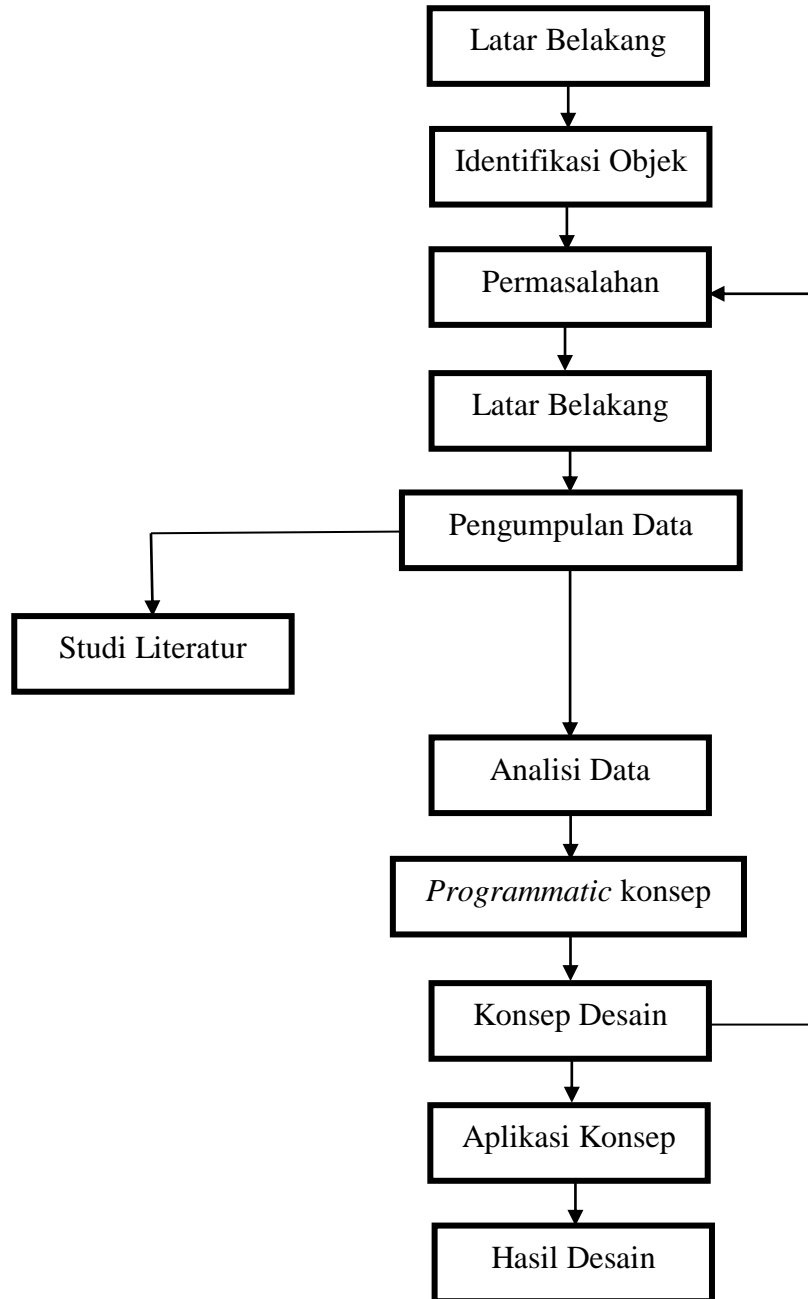 Latar Belakang
Identifikasi Objek
Permasalahan
Latar Belakang
Pengumpulan Data
Studi Literatur
Analisi Data
Programmatic konsep
Konsep Desain
Aplikasi Konsep
Hasil Desain